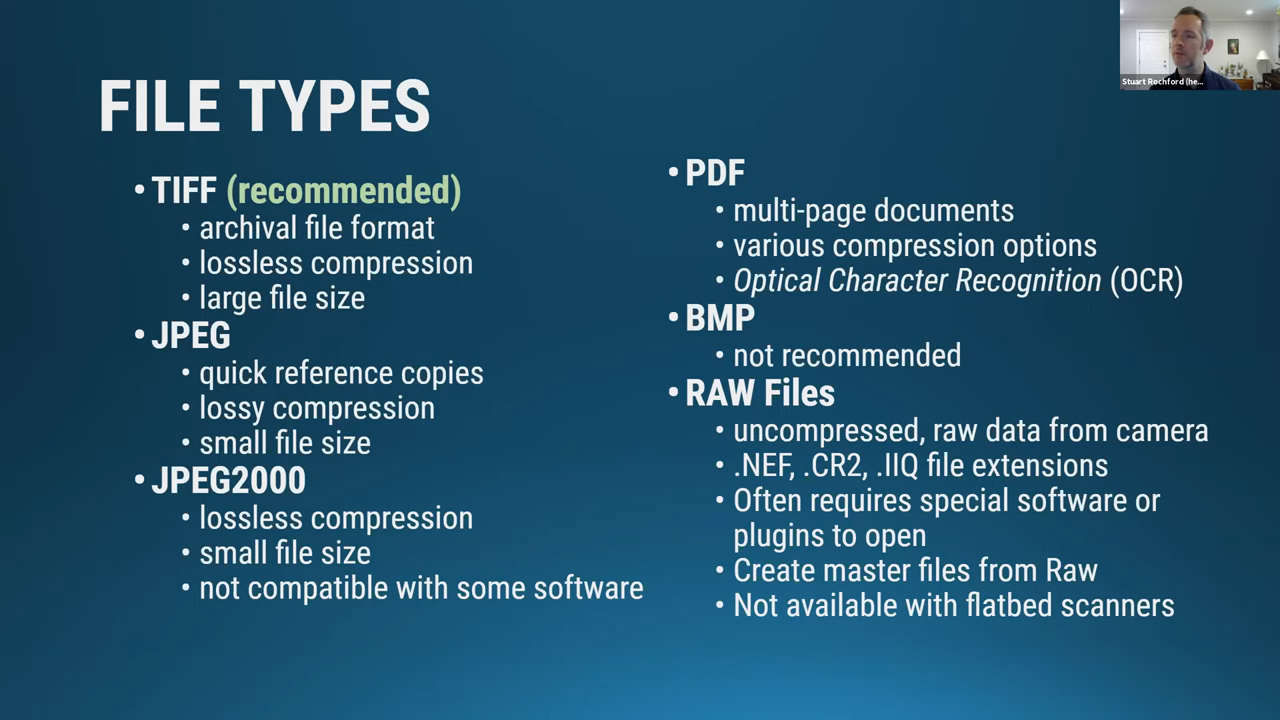 Stuart Rochford (he...
FILE TYPES
• TIFF (recommended)
• archival file format
• lossless compression
• large file size
• JPEG
• quick reference copies
• lossy compression
• small file size
• JPEG2000
• lossless compression
• small file size
• not compatible with some software
• PDF
• multi-page documents
• various compression options
• Optical Character Recognition (OCR)
• BMP
• not recommended
• RAW Files
• uncompressed, raw data from camera
• .NEF, .CR2, .IIQ file extensions
• Often requires special software or
plugins to open
• Create master files from Raw
• Not available with flatbed scanners